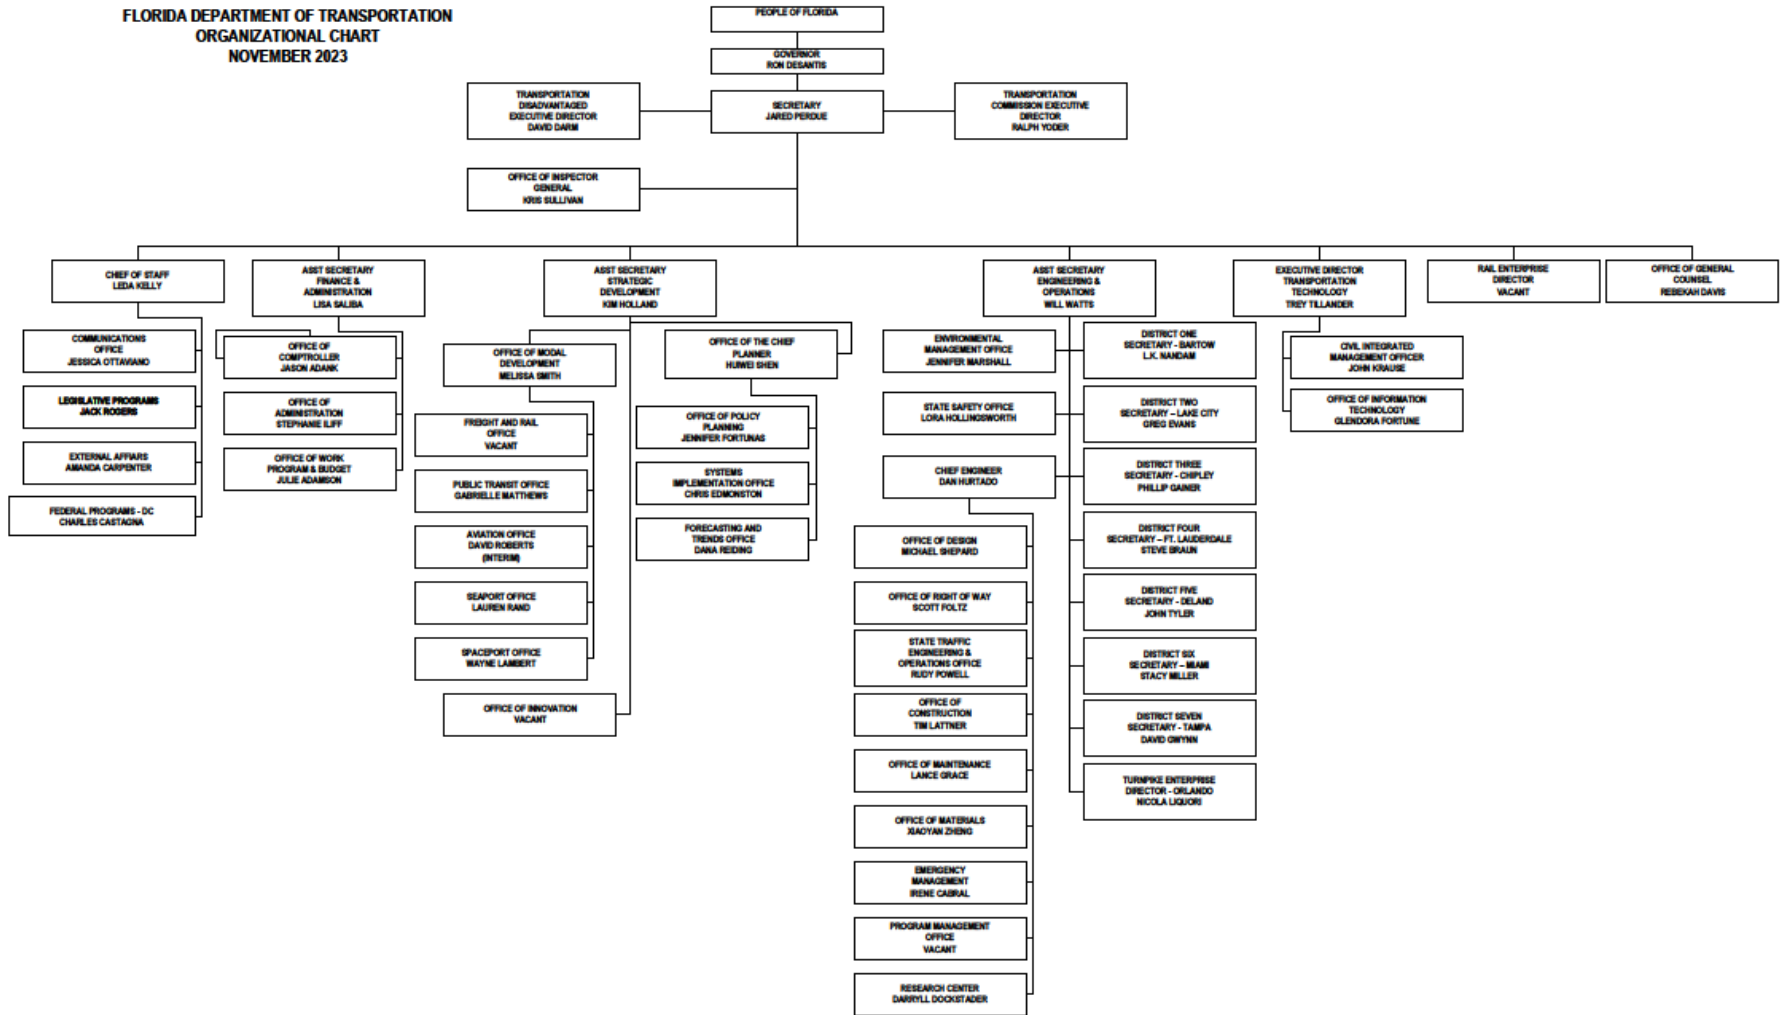 FLORIDA DEPARTMENT OF TRANSPORTATION
ORGANIZATIONAL CHART
NOVEMBER 2023
PEOPLE OF FLORIDA
GOVERNOR
RON DESANTIS
TRANSPORTATION
DISADVANTAGED
EXECUTIVE DIRECTOR
DAVID DARM
SECRETARY
JARED PERDUE
TRANSPORTATION
COMMISSION EXECUTIVE
DIRECTOR
RALPH YODER
OFFICE OF INSPECTOR
GENERAL
KRIS SULLIVAN
CHIEF OF STAFF
LEDA KELLY
ASST SECRETARY
FINANCE &
ADMINISTRATION
LISA SALIBA
ASST SECRETARY
STRATEGIC
DEVELOPMENT
KIM HOLLAND
ASST SECRETARY
ENGINEERING &
OPERATIONS
WILL WATTS
EXECUTIVE DIRECTOR
TRANSPORTATION
TECHNOLOGY
TREY TILLANDER
RAIL ENTERPRISE
DIRECTOR
VACANT
OFFICE OF GENERAL
COUNSEL
REBEKAH DAVIS
COMMUNICATIONS
OFFICE
JESSICA OTTAVIANO
LEGISLATIVE PROGRAMS
JACK ROGERS
EXTERNAL AFFIARS
AMANDA CARPENTER
FEDERAL PROGRAMS - DC
CHARLES CASTAGNA
OFFICE OF
COMPTROLLER
JASON ADANK
OFFICE OF
ADMINISTRATION
STEPHANIE ILIFF
OFFICE OF WORK
PROGRAM & BUDGET
JULIE ADAMSON
OFFICE OF MODAL
DEVELOPMENT
MELISSA SMITH
FREIGHT AND RAIL
OFFICE
VACANT
PUBLIC TRANSIT OFFICE
GABRIELLE MATTHEWS
AVIATION OFFICE
DAVID ROBERTS
(INTERIM)
SEAPORT OFFICE
LAUREN RAND
SPACEPORT OFFICE
WAYNE LAMBERT
OFFICE OF INNOVATION
VACANT
OFFICE OF THE CHIEF
PLANNER
HUIWEI SHEN
OFFICE OF POLICY
PLANNING
JENNIFER FORTUNAS
SYSTEMS
IMPLEMENTATION OFFICE
CHRIS EDMONSTON
FORECASTING AND
TRENDS OFFICE
DANA REIDING
ENVIRONMENTAL
MANAGEMENT OFFICE
JENNIFER MARSHALL
STATE SAFETY OFFICE
LORA HOLLINGSWORTH
CHIEF ENGINEER
DAN HURTADO
OFFICE OF DESIGN
MICHAEL SHEPARD
OFFICE OF RIGHT OF WAY
SCOTT FOLTZ
STATE TRAFFIC
ENGINEERING &
OPERATIONS OFFICE
RUDY POWELL
OFFICE OF
CONSTRUCTION
TIM LATTNER
OFFICE OF MAINTENANCE
LANCE GRACE
OFFICE OF MATERIALS
XIAOYAN ZHENG
EMERGENCY
MANAGEMENT
IRENE CABRAL
PROGRAM MANAGEMENT
OFFICE
VACANT
RESEARCH CENTER
DARRYLL DOCKSTADER
DISTRICT ONE
SECRETARY - BARTOW
L.K. NANDAM
DISTRICT TWO
SECRETARY – LAKE CITY
GREG EVANS
DISTRICT THREE
SECRETARY - CHIPLEY
PHILLIP GAINER
DISTRICT FOUR
SECRETARY – FT. LAUDERDALE
STEVE BRAUN
DISTRICT FIVE
SECRETARY - DELAND
JOHN TYLER
DISTRICT SIX
SECRETARY – MIAMI
STACY MILLER
DISTRICT SEVEN
SECRETARY - TAMPA
DAVID GWYNN
TURNPIKE ENTERPRISE
DIRECTOR - ORLANDO
NICOLA LIQUORI
CIVIL INTEGRATED
MANAGEMENT OFFICER
JOHN KRAUSE
OFFICE OF INFORMATION
TECHNOLOGY
GLENDORA FORTUNE